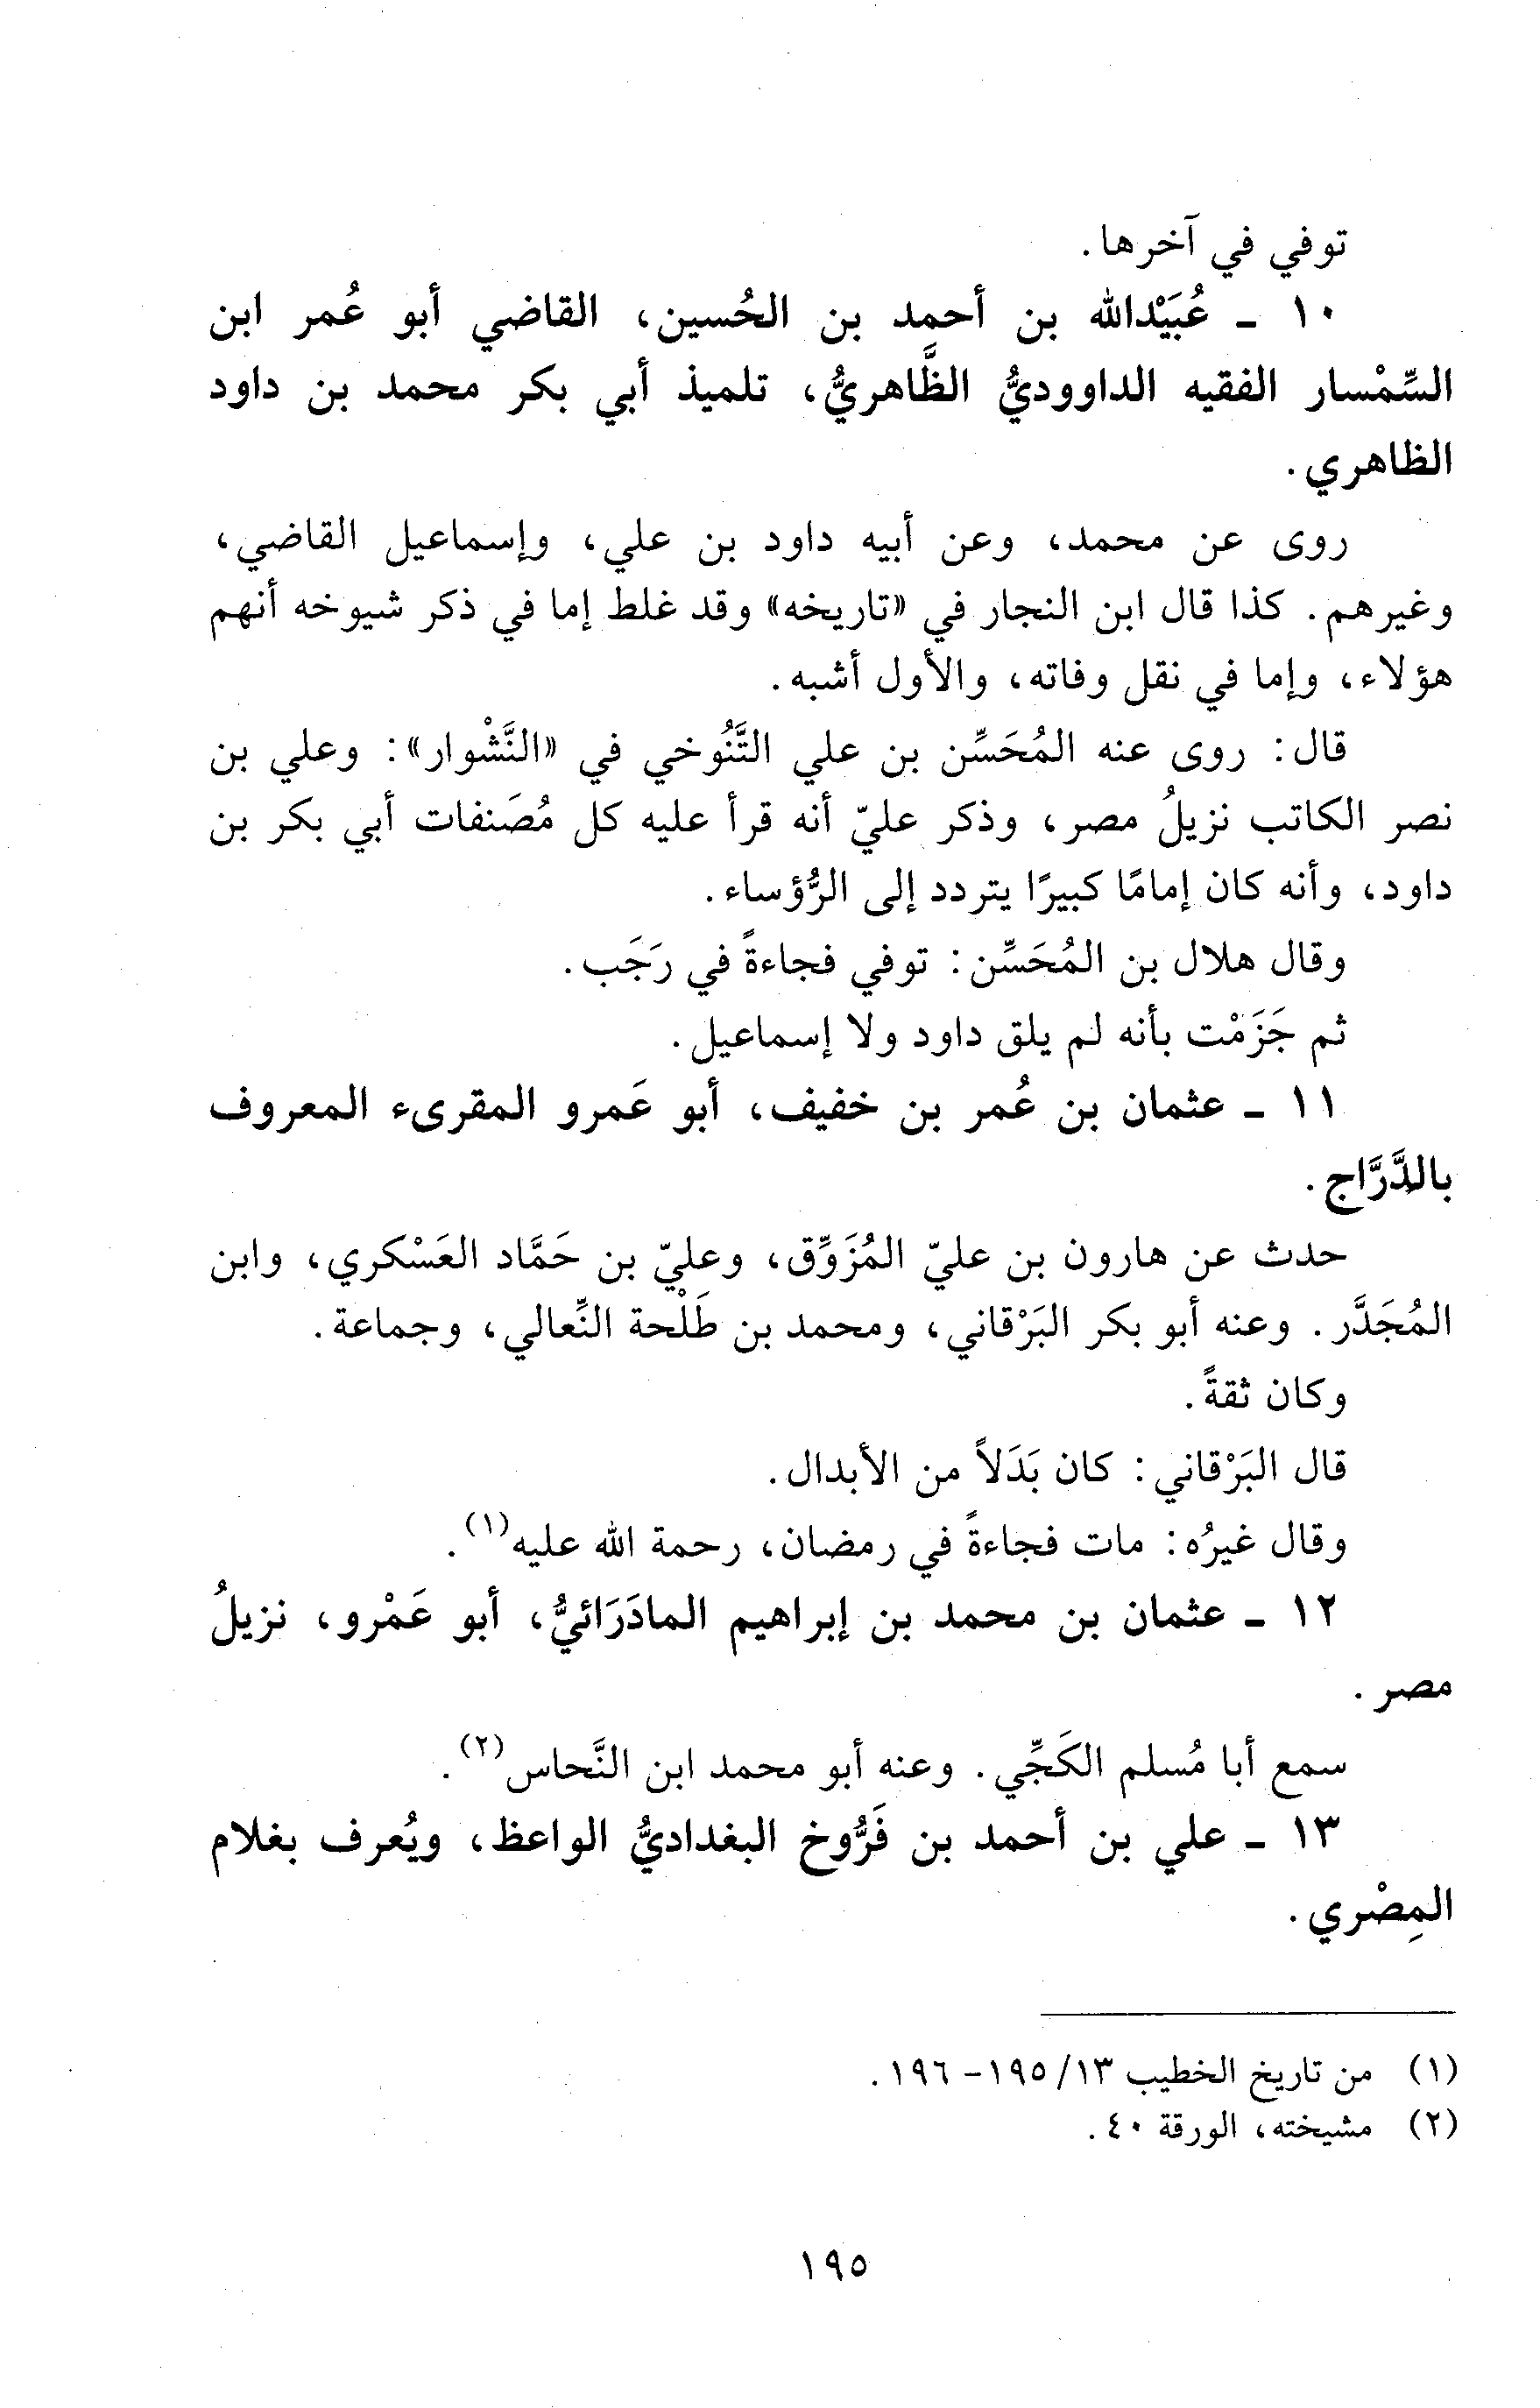 توفي في آخرها.
١٠ - عُبَيْدالله بن أحمد بن الحُسين، القاضي أبو عُمر ابن
السِّمْسار الفقيه الداووديُّ الظَّاهريُّ، تلميذ أبي بكر محمد بن داود
الظاهري.
روى عن محمد، وعن أبيه داود بن علي، وإسماعيل القاضي،
وغيرهم. كذا قال ابن النجار في «تاريخه» وقد غلط إما في ذكر شيوخه أنهم
هؤلاء، وإما في نقل وفاته، والأول أشبه.
قال: روى عنه المُحَسِّن بن علي التَّنُوخي في «النَّشْوار»: وعلي بن
نصر الكاتب نزيلُ مصر، وذكر عليّ أنه قرأ عليه كل مُصَنفات أبي بكر بن
داود، وأنه كان إمامًا كبيرًا يتردد إلى الرُّؤساء.
وقال هلال بن المُحَسِّن: توفي فجاءةً في رَجَب.
ثم جَزَمْت بأنه لم يلق داود ولا إسماعيل.
١١ - عثمان بن عُمر بن خفيف، أبو عَمرو المقرىء المعروف
بالدَّرَّاج.
حدث عن هارون بن عليّ المُزَوِّق، وعليّ بن حَمَّاد العَسْكري، وابن
المُجَدَّر. وعنه أبو بكر البَرْقاني، ومحمد بن طَلْحة النِّعالي، وجماعة.
وكان ثقةً.
قال البَرْقاني: كان بَدَلاً من الأبدال.
وقال غيرُه: مات فجاءةً في رمضان، رحمة الله عليه(١).
١٢ - عثمان بن محمد بن إبراهيم المادَرَائيُّ، أبو عَمْرو، نزيلُ
مصر.
سمع أبا مُسلم الكَجِّي. وعنه أبو محمد ابن النَّحاس(٢).
١٣ - علي بن أحمد بن فَرُّوخ البغداديُّ الواعظ، ويُعرف بغلام
المِصْري.
(١) من تاريخ الخطيب ١٣/ ١٩٥- ١٩٦.
(٢) مشيخته، الورقة ٤٠.
١٩٥